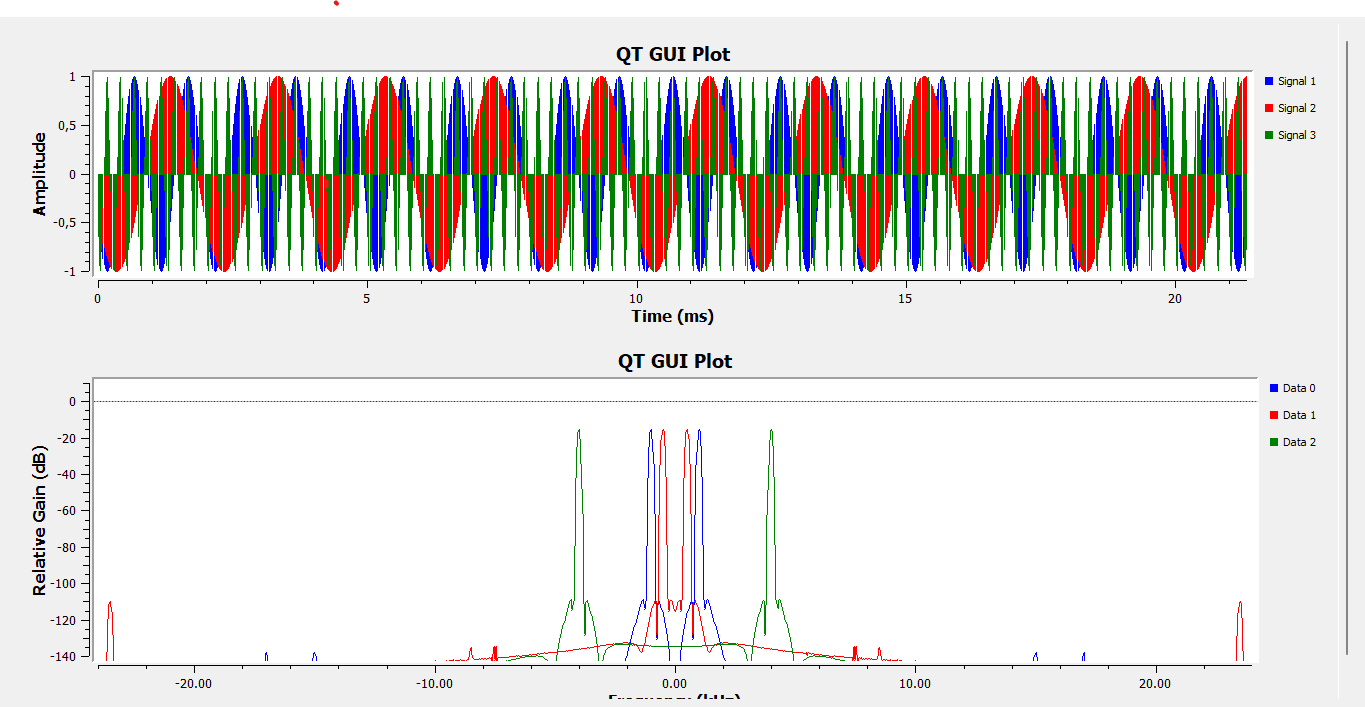 QT GUI Plot
1
0,5
0
-0,5
-1
Amplitude
0 5 10 15 20
Time (ms)
Signal 1
Signal 2
Signal 3
QT GUI Plot
0
-20
-40
-60
-80
-100
-120
-140
Relative Gain (dB)
-20.00 -10.00 0.00 10.00 20.00
Frequency (kHz)
Data 0
Data 1
Data 2